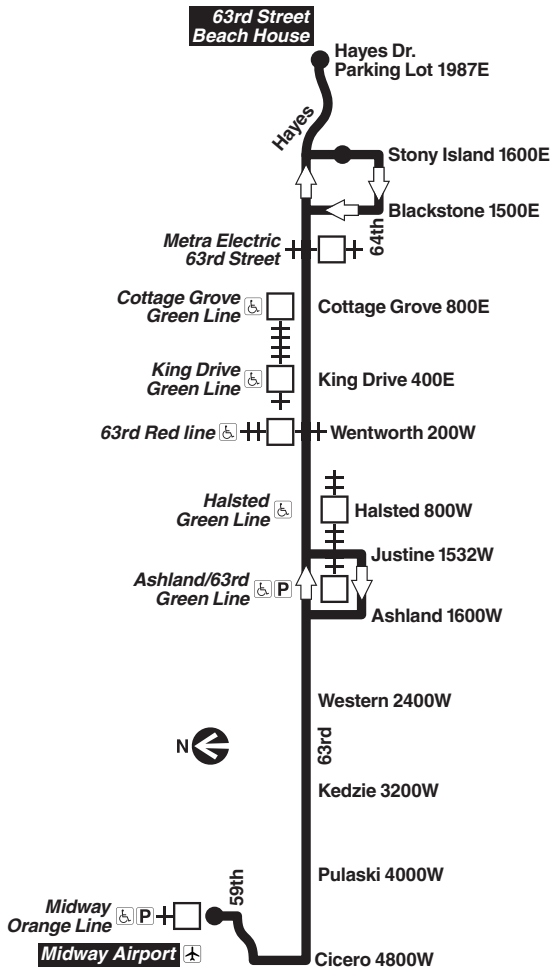 63rd Street
Beach House
Hayes Dr.
Parking Lot 1987E
Hayes
Stony Island 1600E
Blackstone 1500E
64th
Metra Electric
63rd Street
Cottage Grove
Green Line
Cottage Grove 800E
King Drive
Green Line
King Drive 400E
63rd Red line
Wentworth 200W
Halsted
Green Line
Halsted 800W
Justine 1532W
Ashland/63rd
Green Line
P
Ashland 1600W
Western 2400W
N
63rd
Kedzie 3200W
Pulaski 4000W
59th
Midway
Orange Line
P
Midway Airport
Cicero 4800W